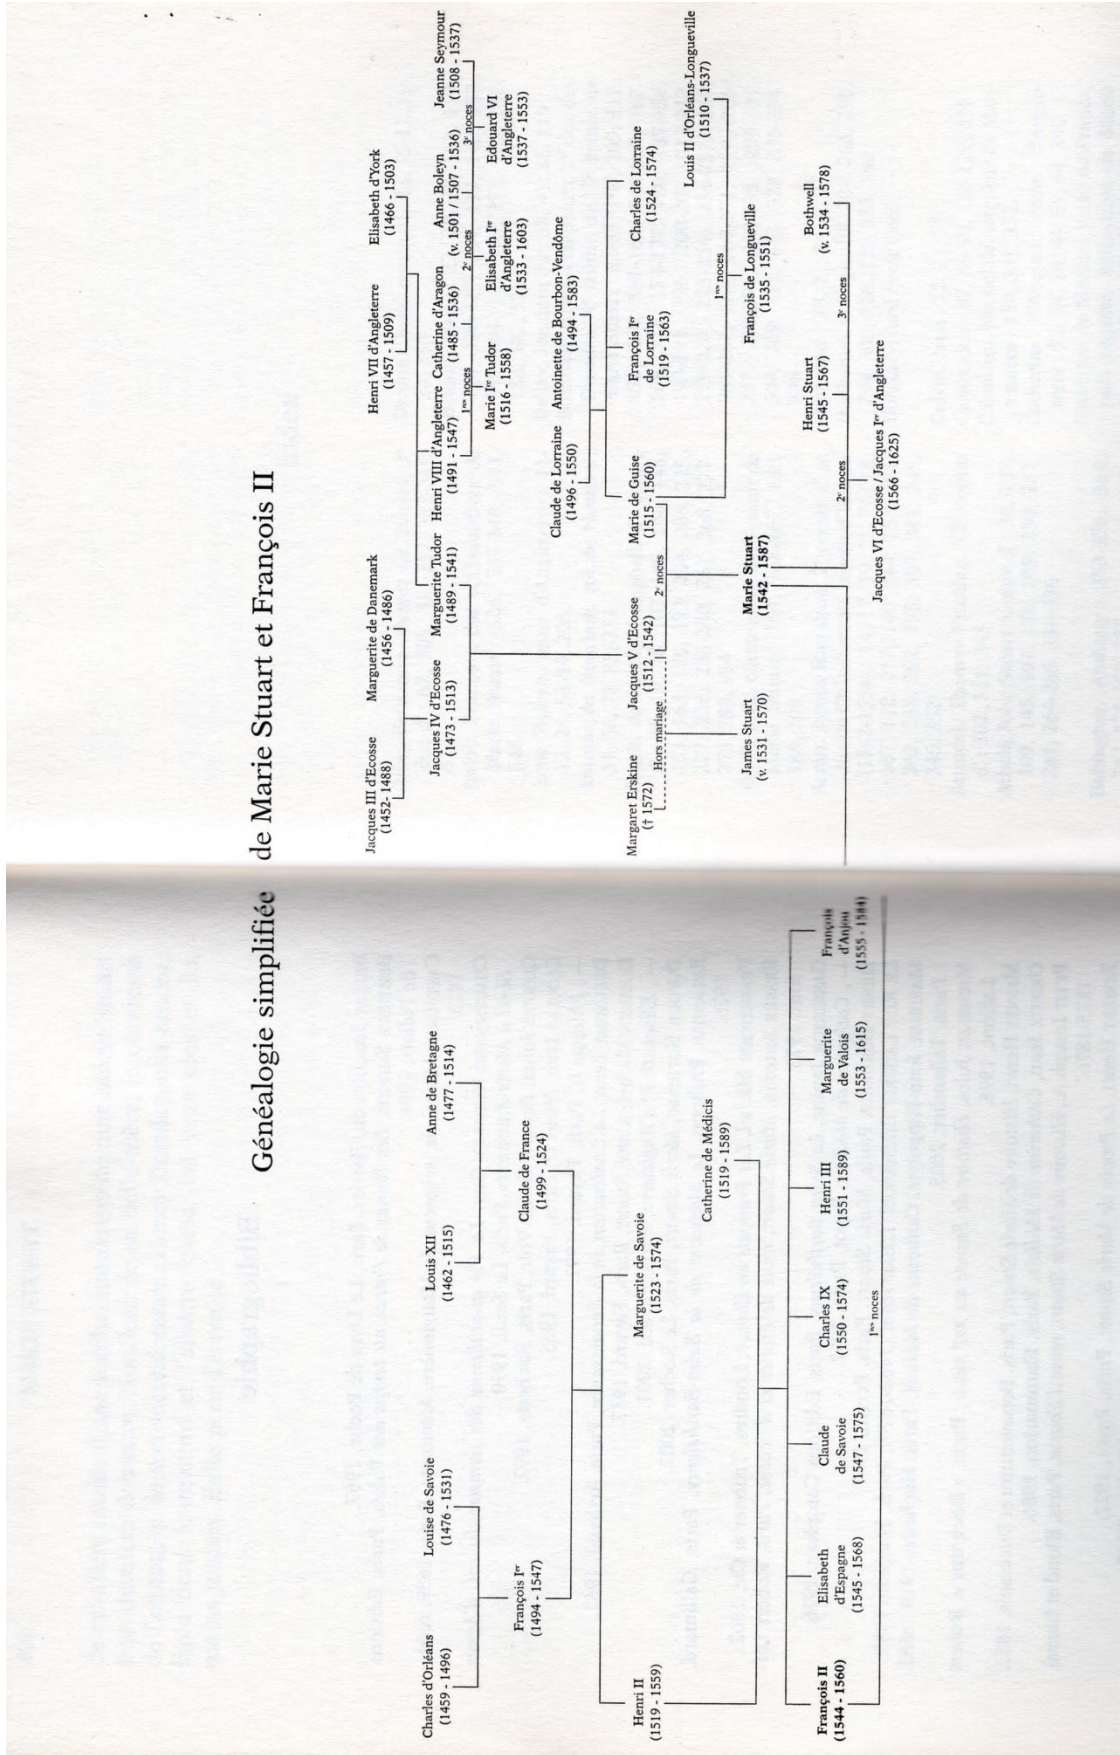 Généalogie simplifiée de Marie Stuart et François II
Charles d'Orléans
(1459 - 1496)
Louise de Savoie
(1476 - 1531)
Louis XII
(1462 - 1515)
Anne de Bretagne
(1477 - 1514)
François Ier
(1494 - 1547)
Claude de France
(1499 - 1524)
Henri II
(1519 - 1559)
Marguerite de Savoie
(1523 - 1574)
Catherine de Médicis
(1519 - 1589)
François II
(1544 - 1560)
Elisabeth
d'Espagne
(1545 - 1568)
Claude
de Savoie
(1547 - 1575)
Charles IX
(1550 - 1574)
Henri III
(1551 - 1589)
Marguerite
de Valois
(1553 - 1615)
François
d'Anjou
(1555 - 1584)
1res noces
Jacques III d'Ecosse
(1452- 1488)
Marguerite de Danemark
(1456 - 1486)
Henri VII d'Angleterre
(1457 - 1509)
Elisabeth d'York
(1466 - 1503)
Jacques IV d'Ecosse
(1473 - 1513)
Marguerite Tudor
(1489 - 1541)
Henri VIII d'Angleterre
(1491 - 1547)
Catherine d'Aragon
(1485 - 1536)
Anne Boleyn
(v. 1501 / 1507 - 1536)
Jeanne Seymour
(1508 - 1537)
1res noces
2e noces
3e noces
Marie Ire Tudor
(1516 - 1558)
Elisabeth Ire
d'Angleterre
(1533 - 1603)
Edouard VI
d'Angleterre
(1537 - 1553)
Claude de Lorraine
(1496 - 1550)
Antoinette de Bourbon-Vendôme
(1494 - 1583)
Margaret Erskine
(† 1572)
Jacques V d'Ecosse
(1512 - 1542)
Marie de Guise
(1515 - 1560)
François Ier
de Lorraine
(1519 - 1563)
Charles de Lorraine
(1524 - 1574)
Hors mariage
2e noces
Louis II d'Orléans-Longueville
(1510 - 1537)
1res noces
James Stuart
(v. 1531 - 1570)
Marie Stuart
(1542 - 1587)
François de Longueville
(1535 - 1551)
Henri Stuart
(1545 - 1567)
Bothwell
(v. 1534 - 1578)
2e noces
3e noces
Jacques VI d'Ecosse / Jacques Ier d'Angleterre
(1566 - 1625)